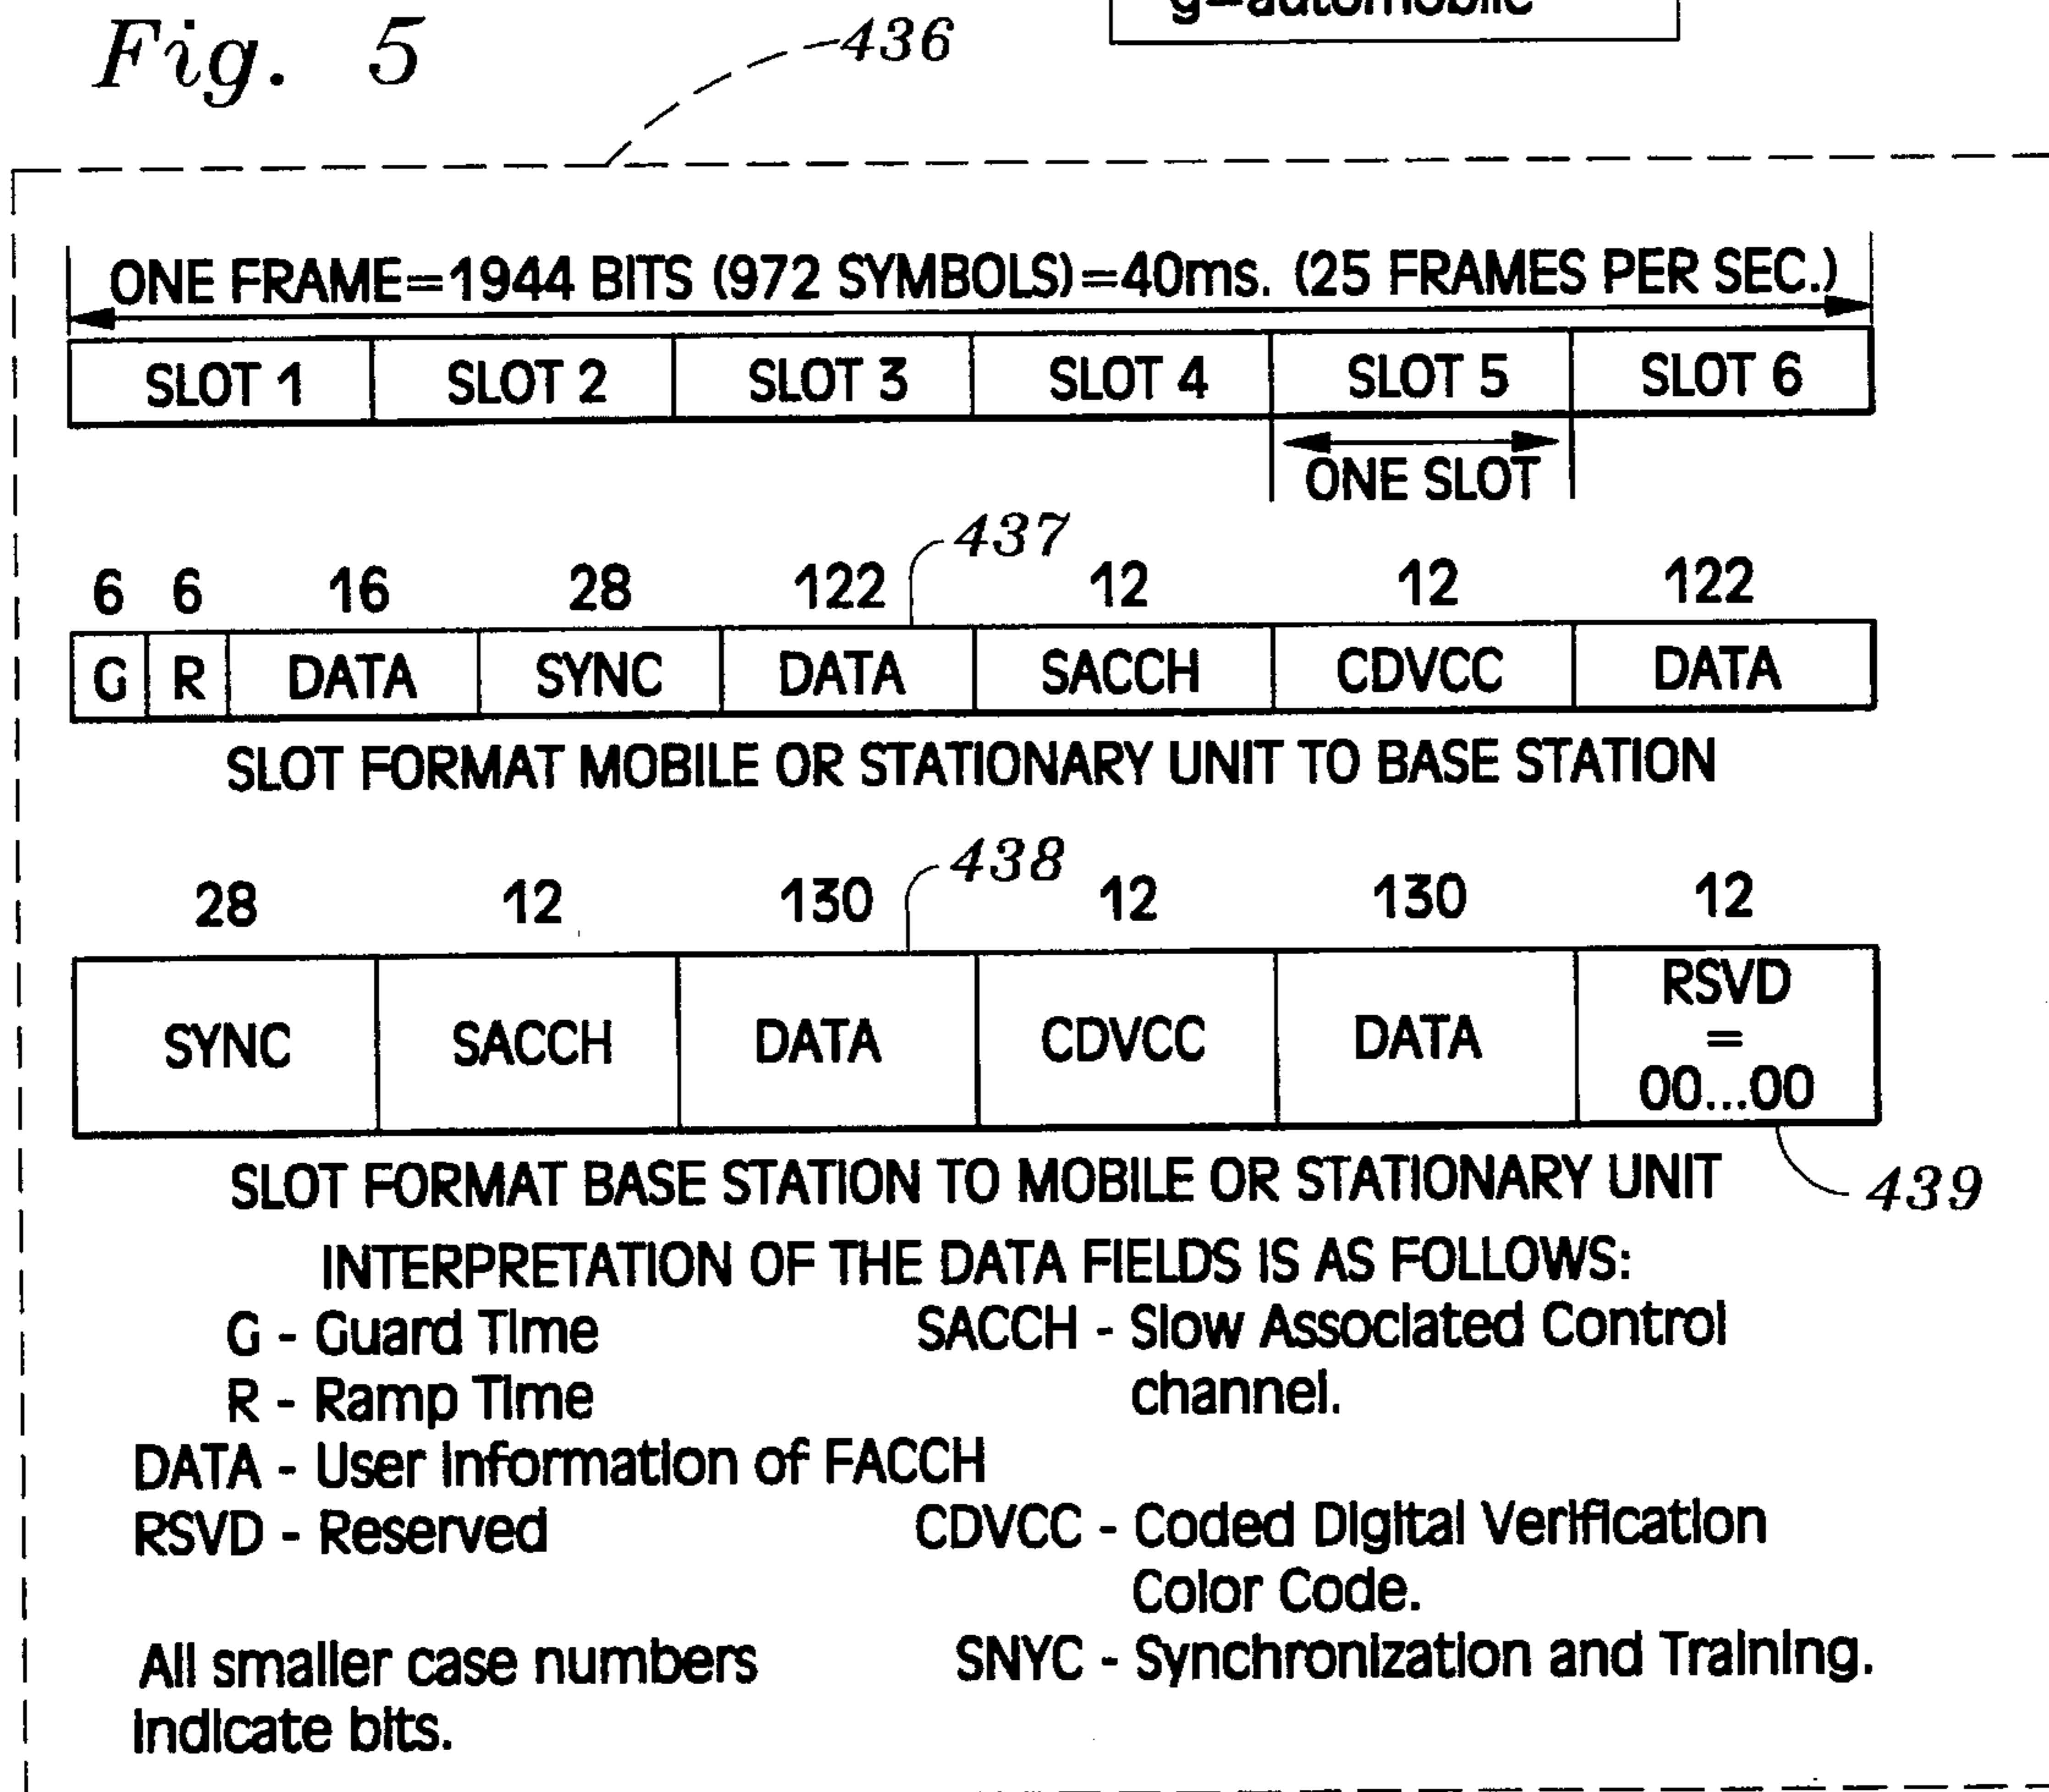 g=automobile
Fig. 5
436
ONE FRAME=1944 BITS (972 SYMBOLS)=40ms. (25 FRAMES PER SEC.)
SLOT 1 SLOT 2 SLOT 3 SLOT 4 SLOT 5 SLOT 6
ONE SLOT
437
6 6 16 28 122 12 12 122
G R DATA SYNC DATA SACCH CDVCC DATA
SLOT FORMAT MOBILE OR STATIONARY UNIT TO BASE STATION
438
28 12 130 12 130 12
SYNC SACCH DATA CDVCC DATA RSVD
=
00...00
SLOT FORMAT BASE STATION TO MOBILE OR STATIONARY UNIT
439
INTERPRETATION OF THE DATA FIELDS IS AS FOLLOWS:
G - Guard Time
R - Ramp Time
DATA - User Information of FACCH
RSVD - Reserved
SACCH - Slow Associated Control
channel.
CDVCC - Coded Digital Verification
Color Code.
SNYC - Synchronization and Training.
All smaller case numbers
indicate bits.